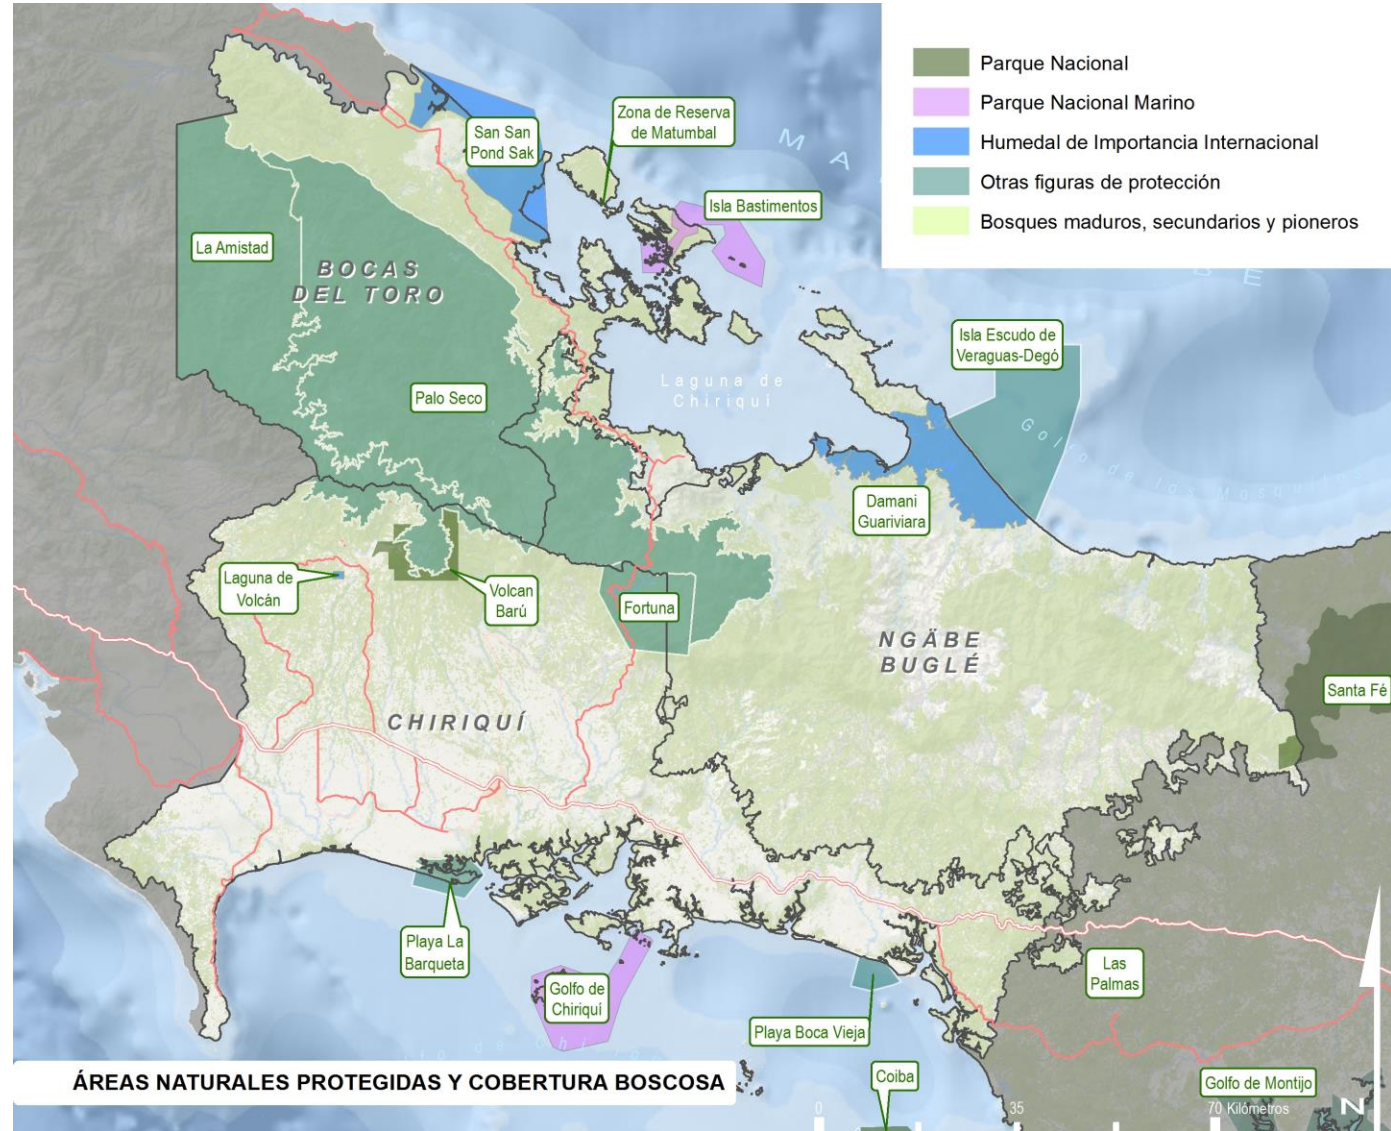 Parque Nacional
Parque Nacional Marino
Humedal de Importancia Internacional
Otras figuras de protección
Bosques maduros, secundarios y pioneros
M A
B E
San San
Pond Sak
Zona de Reserva
de Matumbal
Isla Bastimentos
La Amistad
BOCAS
DEL TORO
Isla Escudo de
Veraguas-Degó
Palo Seco
Laguna de
Chiriquí
Golfo de los Mosquit
Damani
Guariviara
Laguna de
Volcán
Volcan
Barú
Fortuna
NGÄBE
BUGLÉ
Santa Fé
CHIRIQUÍ
Playa La
Barqueta
Golfo de
Chiriquí
Las
Palmas
Playa Boca Vieja
Coiba
Golfo de Montijo
ÁREAS NATURALES PROTEGIDAS Y COBERTURA BOSCOSA
0 35 70 Kilómetros
N